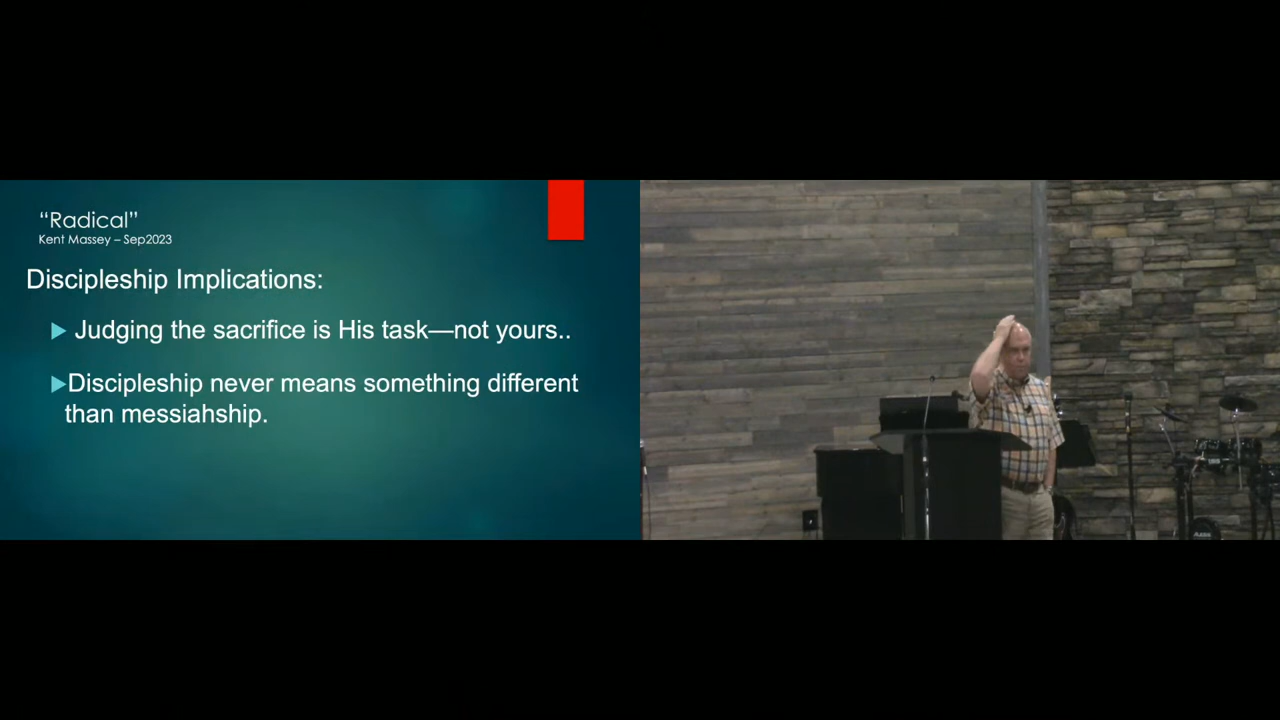 “Radical”
Kent Massey – Sep2023
Discipleship Implications:
Judging the sacrifice is His task—not yours..
Discipleship never means something different
than messiahship.